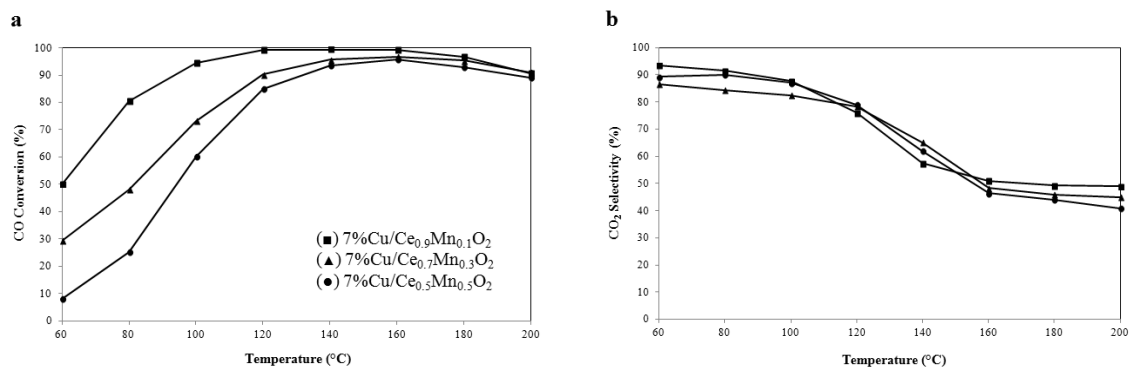 a
CO Conversion (%)
100
90
80
70
60
50
40
30
20
10
0
60 80 100 120 140 160 180 200
Temperature (°C)
(■) 7%Cu/Ce0.9Mn0.1O2
(▲) 7%Cu/Ce0.7Mn0.3O2
(●) 7%Cu/Ce0.5Mn0.5O2
b
CO2 Selectivity (%)
100
90
80
70
60
50
40
30
20
10
0
60 80 100 120 140 160 180 200
Temperature (°C)